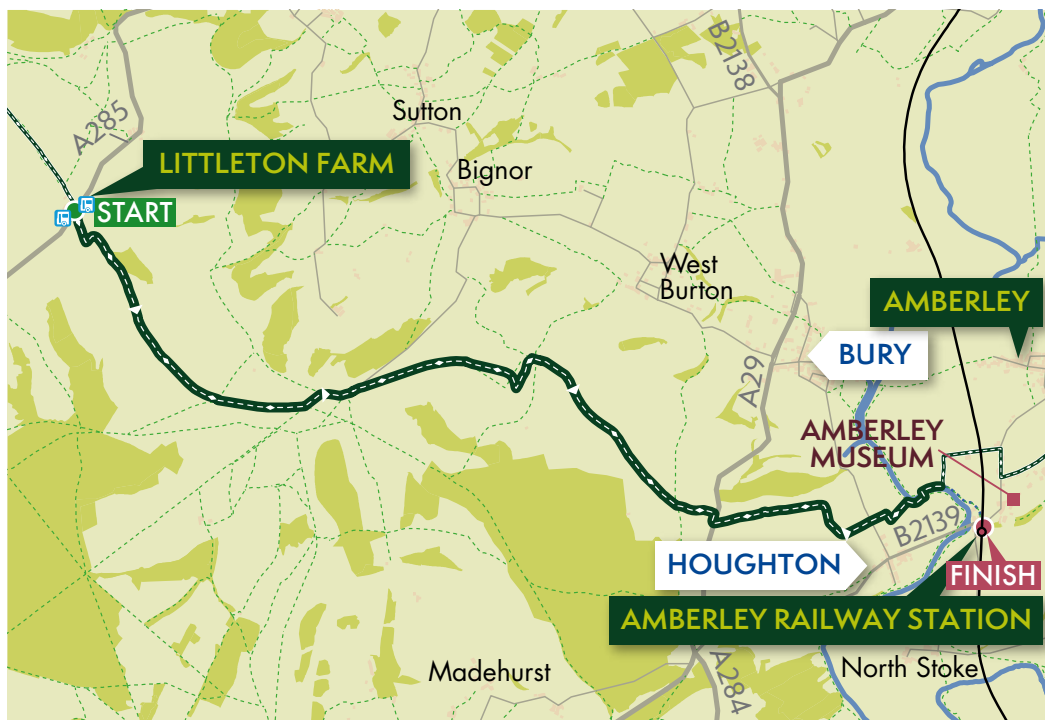 B2138
A285
Sutton
LITTLETON FARM
Bignor
START
West
Burton
AMBERLEY
BURY
A29
AMBERLEY
MUSEUM
B2139
HOUGHTON
FINISH
AMBERLEY RAILWAY STATION
Madehurst
A284
North Stoke